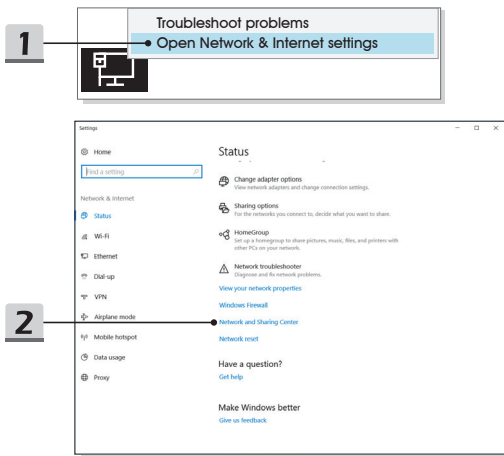 Troubleshoot problems
1
Open Network & Internet settings
Settings
Home
Status
Find a setting
Change adapter options
View network adapters and change connection settings.
Network & Internet
Sharing options
For the networks you connect to, decide what you want to share.
Status
Wi-Fi
HomeGroup
Set up a homegroup to share pictures, music, files, and printers with
other PCs on your network.
Ethernet
Network troubleshooter
Diagnose and fix network problems.
Dial-up
View your network properties
VPN
Windows Firewall
Airplane mode
2
Network and Sharing Center
Mobile hotspot
Network reset
Data usage
Have a question?
Proxy
Get help
Make Windows better
Give us feedback